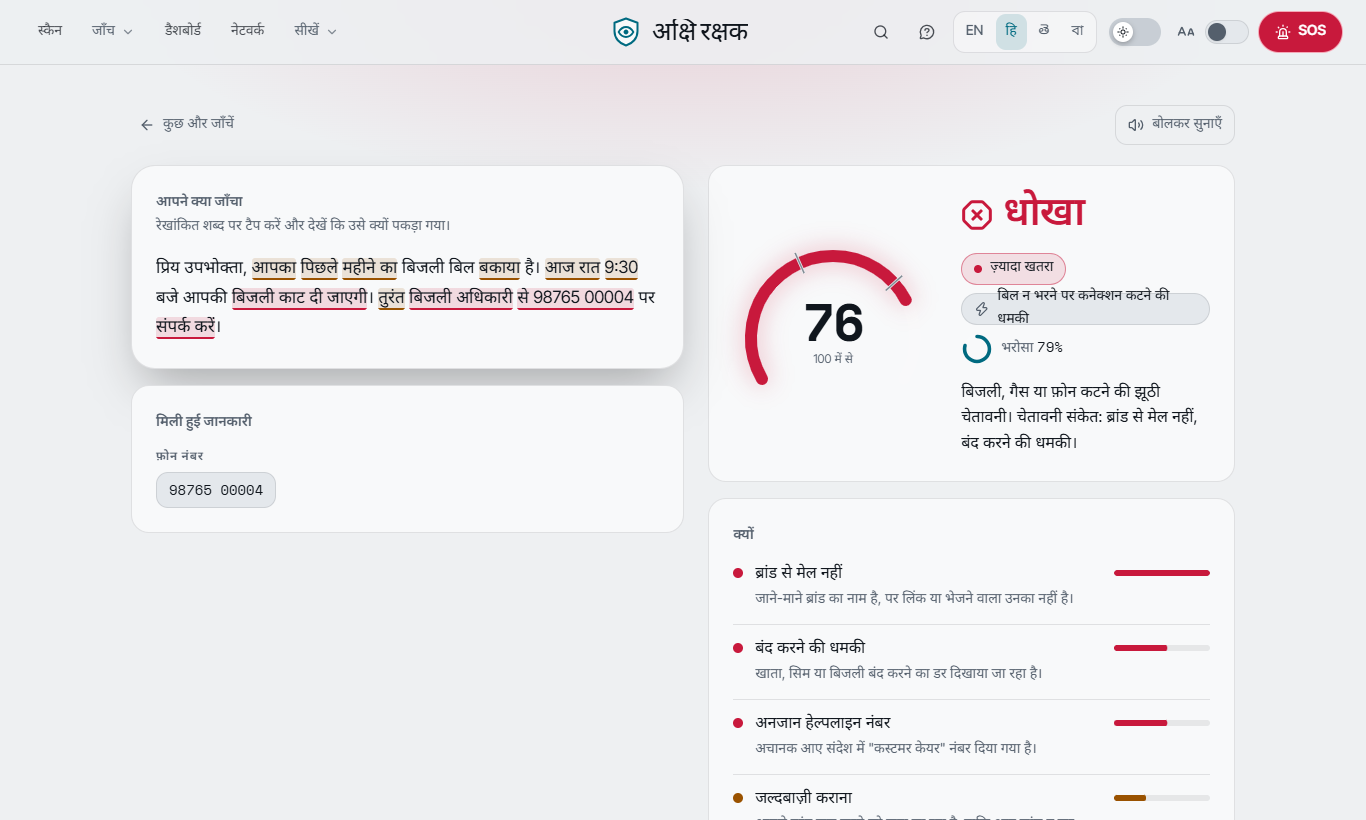 स्कैन जाँच डैशबोर्ड नेटवर्क सीखें अक्षि रक्षक EN हि తె বা AA SOS
कुछ और जाँचें
बोलकर सुनाएँ
आपने क्या जाँचा
रेखांकित शब्द पर टैप करें और देखें कि उसे क्यों पकड़ा गया।
प्रिय उपभोक्ता, आपका पिछले महीने का बिजली बिल बकाया है। आज रात 9:30
बजे आपकी बिजली काट दी जाएगी। तुरंत बिजली अधिकारी से 98765 00004 पर
संपर्क करें।
मिली हुई जानकारी
फ़ोन नंबर
98765 00004
76
100 में से
धोखा
ज़्यादा खतरा
बिल न भरने पर कनेक्शन कटने की
धमकी
भरोसा 79%
बिजली, गैस या फ़ोन कटने की झूठी
चेतावनी। चेतावनी संकेत: ब्रांड से मेल नहीं,
बंद करने की धमकी।
क्यों
ब्रांड से मेल नहीं
जाने-माने ब्रांड का नाम है, पर लिंक या भेजने वाला उनका नहीं है।
बंद करने की धमकी
खाता, सिम या बिजली बंद करने का डर दिखाया जा रहा है।
अनजान हेल्पलाइन नंबर
अचानक आए संदेश में "कस्टमर केयर" नंबर दिया गया है।
जल्दबाज़ी कराना